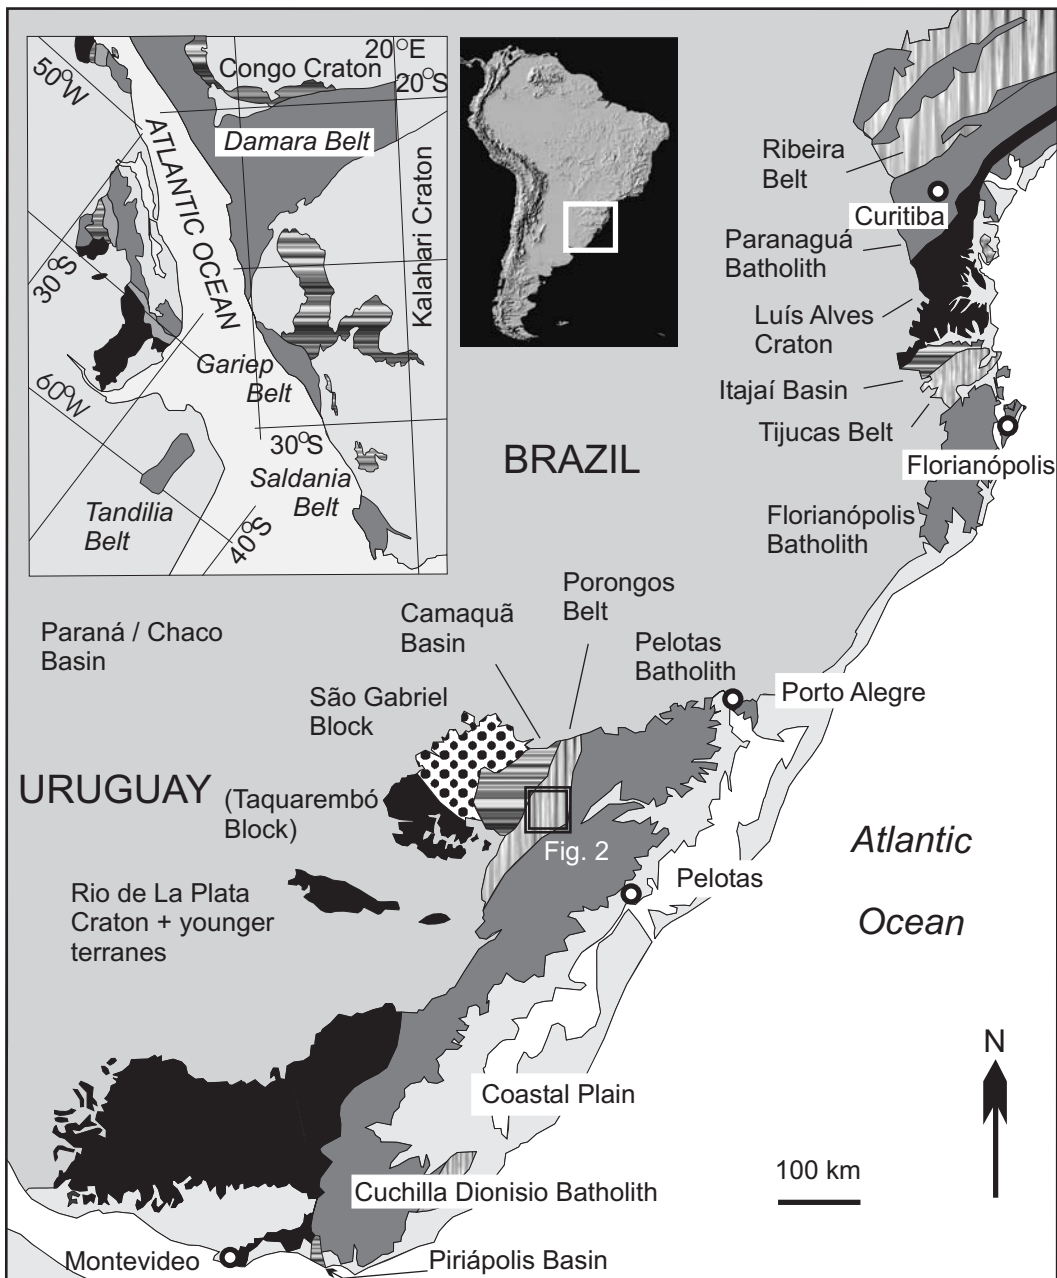 20°E
Congo Craton
20°S
50°W
Damara Belt
ATLANTIC OCEAN
Kalahari Craton
30°S
Gariep
Belt
60°W
30°S
Saldania
Belt
Tandilia
Belt
40°S
Ribeira
Belt
Curitiba
Paranaguá
Batholith
Luís Alves
Craton
Itajaí Basin
Tijucas Belt
BRAZIL
Florianópolis
Florianópolis
Batholith
Porongos
Belt
Camaquã
Basin
Paraná / Chaco
Basin
Pelotas
Batholith
Porto Alegre
São Gabriel
Block
URUGUAY
(Taquarembó
Block)
Fig. 2
Atlantic
Ocean
Pelotas
Rio de La Plata
Craton + younger
terranes
N
Coastal Plain
100 km
Cuchilla Dionisio Batholith
Montevideo
Piriápolis Basin